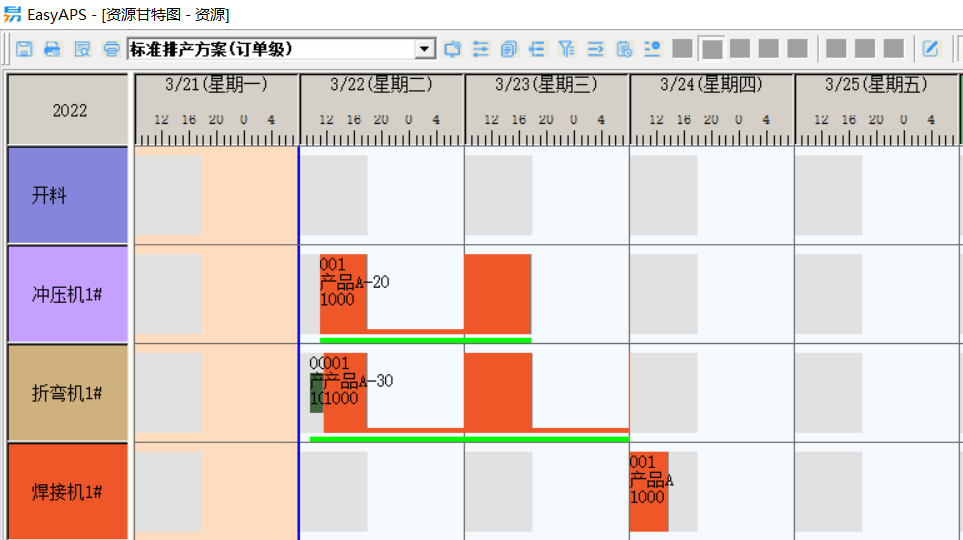 EasyAPS - [资源甘特图 - 资源]
标准排产方案(订单级)
2022
3/21(星期一)
3/22(星期二)
3/23(星期三)
3/24(星期四)
3/25(星期五)
12 16 20 0 4
12 16 20 0 4
12 16 20 0 4
12 16 20 0 4
12 16 20 0 4
开料
冲压机1#
001
产品A-20
1000
折弯机1#
001
产品A-30
1000
焊接机1#
001
产品A
1000